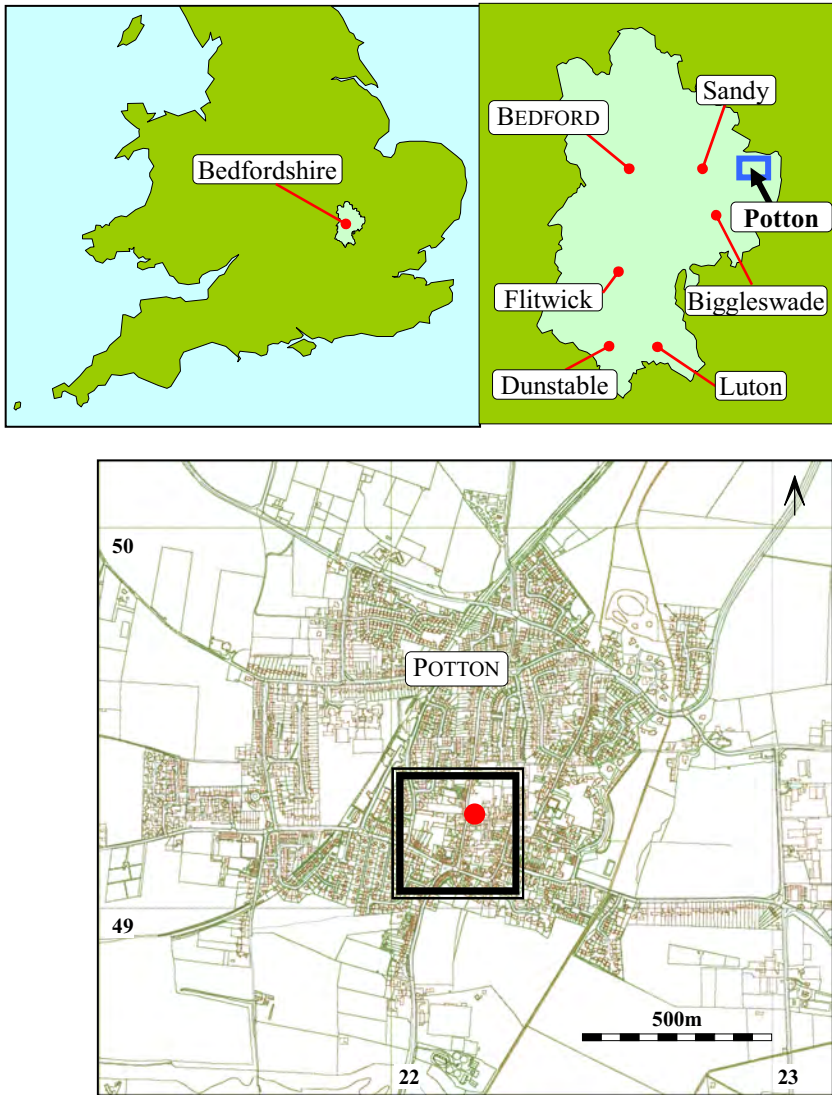 Bedfordshire
Sandy
BEDFORD
Potton
Flitwick
Biggleswade
Dunstable
Luton
50
POTTON
49
500m
22
23